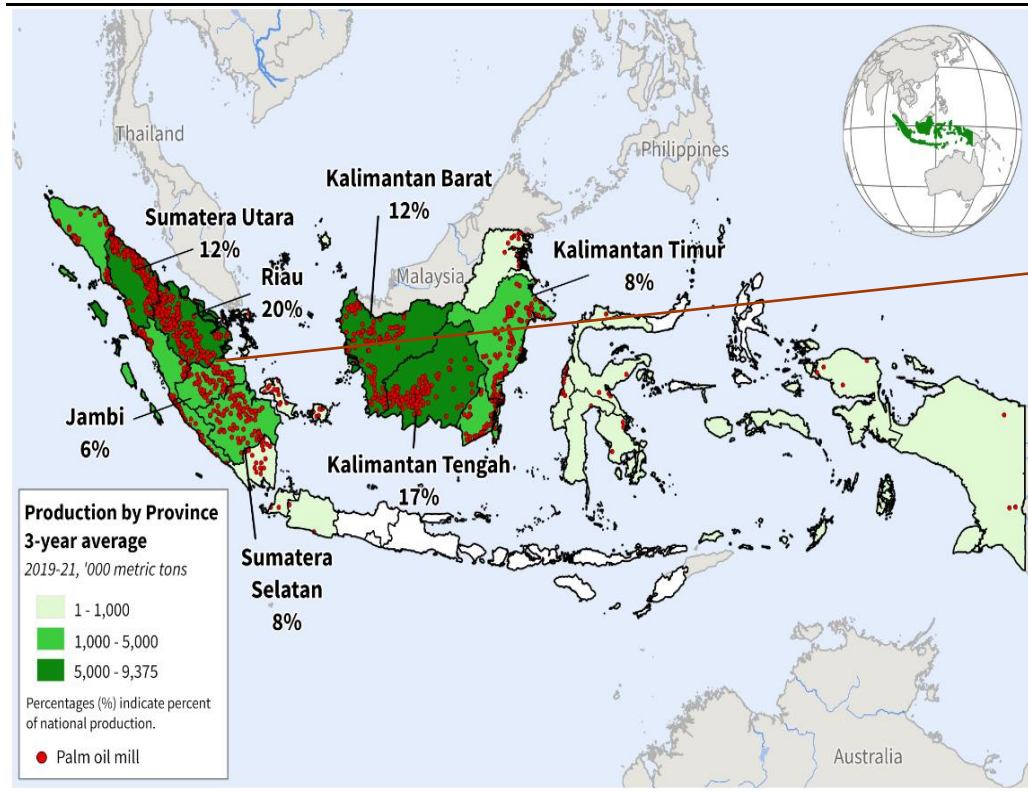 Thailand
Philippines
Kalimantan Barat
12%
Sumatera Utara
12%
Kalimantan Timur
8%
Riau
20%
Malaysia
Jambi
6%
Kalimantan Tengah
17%
Sumatera
Selatan
8%
Production by Province
3-year average
2019-21, '000 metric tons
1 - 1,000
1,000 - 5,000
5,000 - 9,375
Percentages (%) indicate percent
of national production.
Palm oil mill
Australia